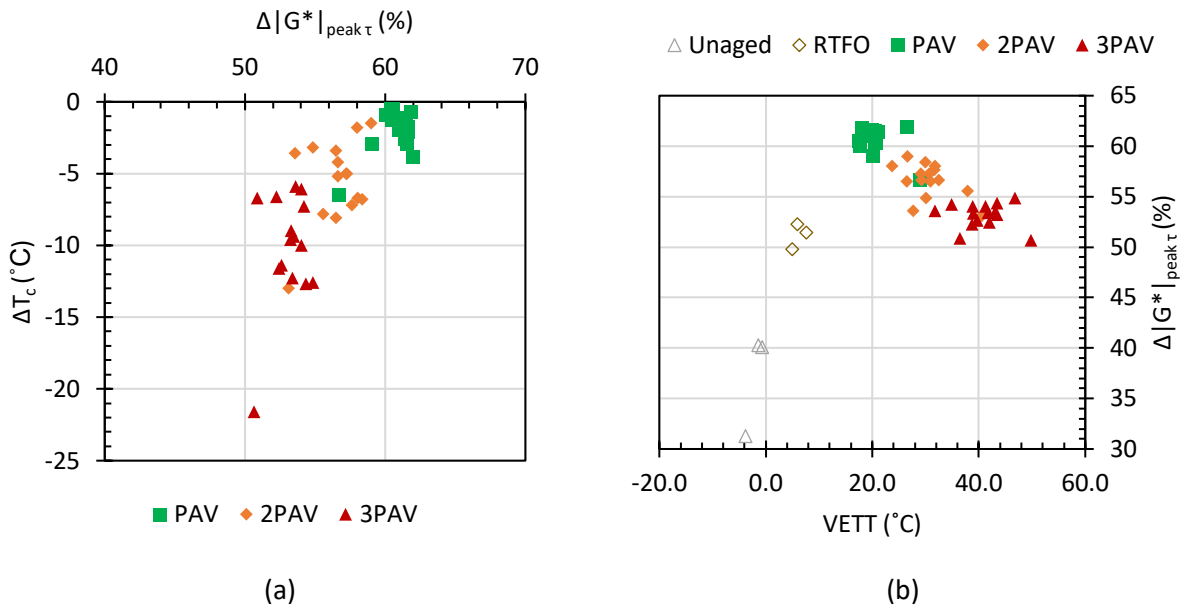 Δ|G*|peak τ (%)
40 50 60 70
0
-5
-10
-15
-20
-25
ΔTc (˚C)
PAV 2PAV 3PAV
(a)
Unaged RTFO PAV 2PAV 3PAV
65
60
55
50
45
40
35
30
Δ|G*|peak τ (%)
-20.0 0.0 20.0 40.0 60.0
VETT (˚C)
(b)